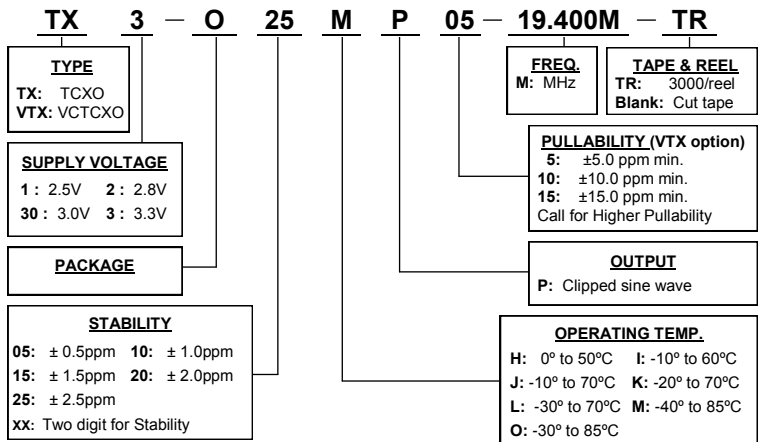 TX 3 – O 25 M P 05 – 19.400M – TR
TYPE
TX: TCXO
VTX: VCTCXO
FREQ.
M: MHz
TAPE & REEL
TR: 3000/reel
Blank: Cut tape
SUPPLY VOLTAGE
1 : 2.5V 2 : 2.8V
30 : 3.0V 3 : 3.3V
PULLABILITY (VTX option)
5: ±5.0 ppm min.
10: ±10.0 ppm min.
15: ±15.0 ppm min.
Call for Higher Pullability
PACKAGE
OUTPUT
P: Clipped sine wave
STABILITY
05: ± 0.5ppm 10: ± 1.0ppm
15: ± 1.5ppm 20: ± 2.0ppm
25: ± 2.5ppm
XX: Two digit for Stability
OPERATING TEMP.
H: 0º to 50ºC I: -10º to 60ºC
J: -10º to 70ºC K: -20º to 70ºC
L: -30º to 70ºC M: -40º to 85ºC
O: -30º to 85ºC